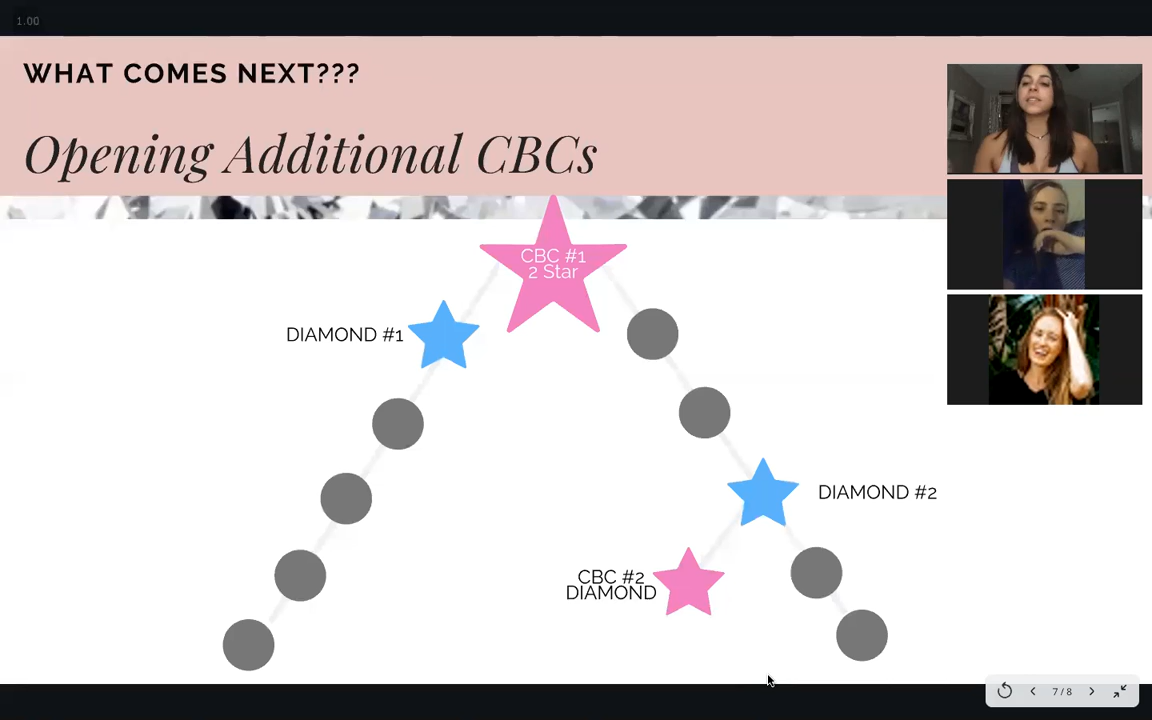 1.00
WHAT COMES NEXT???
Opening Additional CBCs
CBC #1
2 Star
DIAMOND #1
DIAMOND #2
CBC #2
DIAMOND
7 / 8